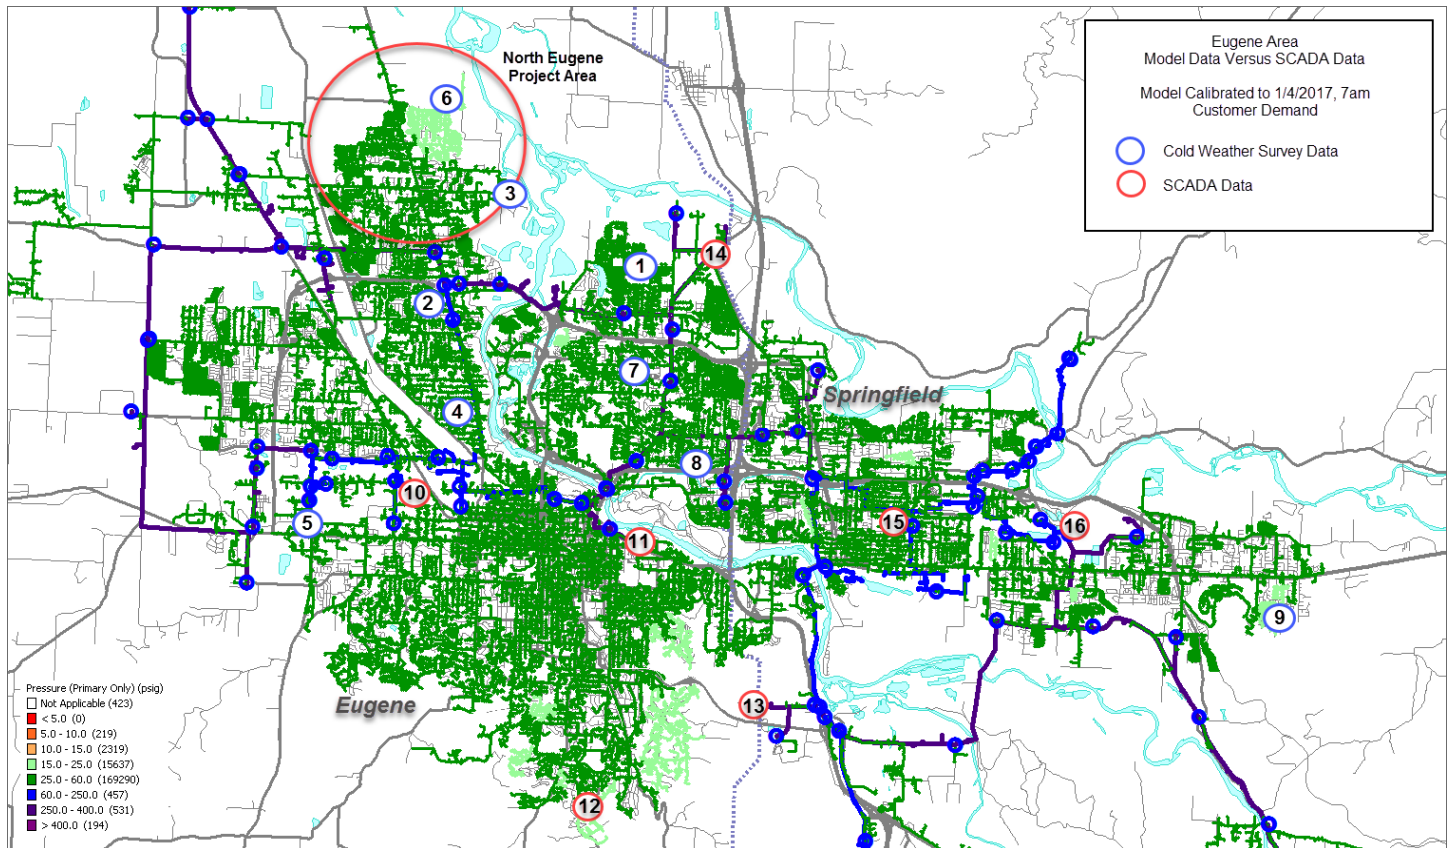 North Eugene
Project Area
Eugene Area
Model Data Versus SCADA Data
Model Calibrated to 1/4/2017, 7am
Customer Demand
Cold Weather Survey Data
SCADA Data
6
3
14
1
2
7
Springfield
4
8
10
5
15
16
11
9
Eugene
13
12
Pressure (Primary Only) (psig)
Not Applicable (423)
< 5.0 (0)
5.0 - 10.0 (219)
10.0 - 15.0 (2319)
15.0 - 25.0 (15637)
25.0 - 60.0 (169290)
60.0 - 250.0 (457)
250.0 - 400.0 (531)
> 400.0 (194)